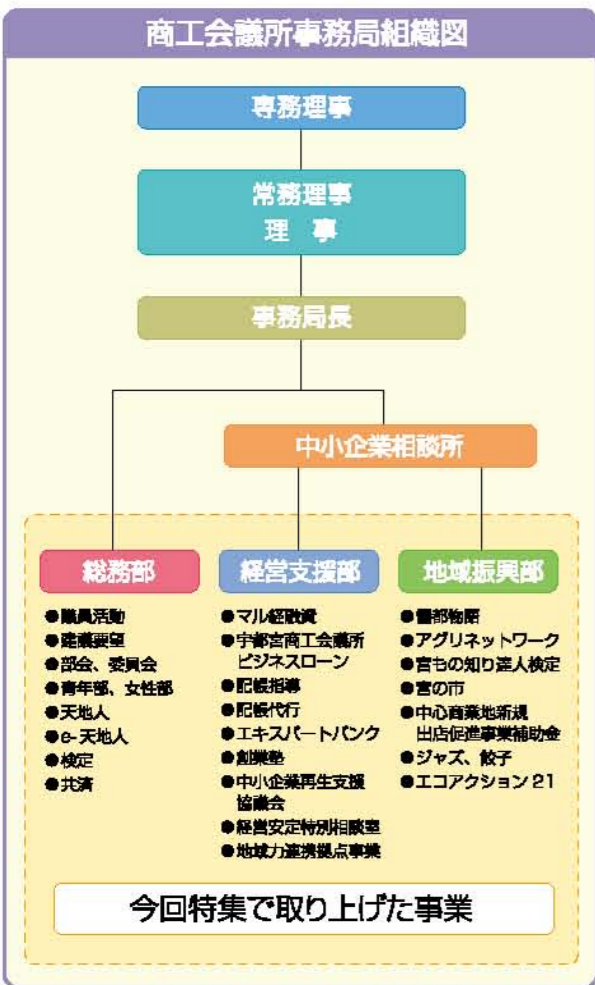 商工会議所事務局組織図
専務理事
常務理事
理 事
事務局長
中小企業相談所
総務部
●議員活動
●建議要望
●部会、委員会
●青年部、女性部
●天地人
●e-天地人
●検定
●共済
経営支援部
●マル経融資
●宇都宮商工会議所
ビジネスローン
●記帳指導
●記帳代行
●エキスパートバンク
●創業塾
●中小企業再生支援
協議会
●経営安定特別相談室
●地域力連携拠点事業
地域振興部
●雷都物語
●アグリネットワーク
●宮もの知り達人検定
●宮の市
●中心商業地新規
出店促進事業補助金
●ジャズ、餃子
●エコアクション21
今回特集で取り上げた事業